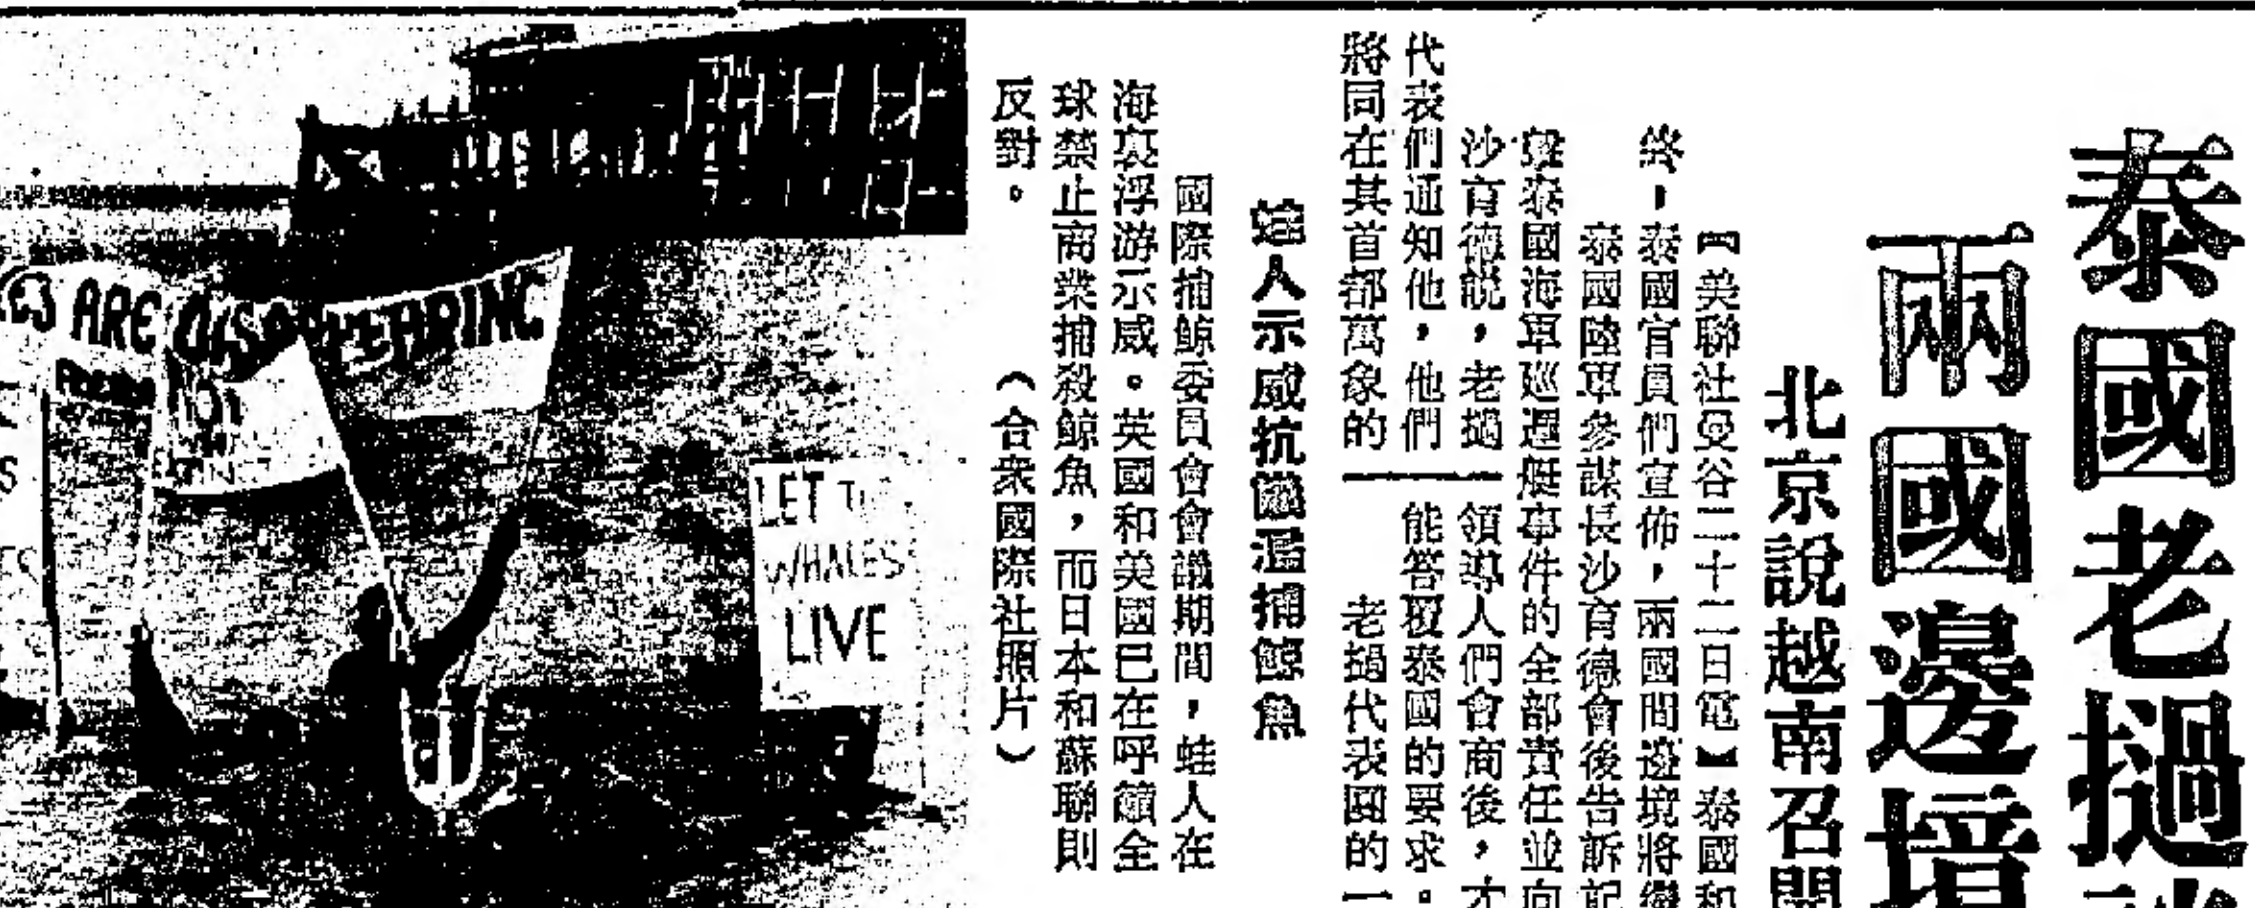 泰國老撾
兩國邊境
北京說越南召開
【美聯社曼谷二十二日電】泰國和
終,泰國官員們宣佈,兩國間邊境將繼
泰國陸軍參謀長沙育德會後告訴記
擊泰國海軍巡邏艇事件的全部責任並向
沙育德説,老撾
領導人們會商後,才
代表們通知他,他們
能答覆泰國的要求。
將同在其首都萬象的
老撾代表團的一
蛙人示威抗議濫捕鯨魚
國際捕鯨委員會會議期間,蛙人在
海裏浮游示威。英國和美國已在呼籲全
球禁止商業捕殺鯨魚,而日本和蘇聯則
反對。 (合衆國際社照片)
ARE DISAPPEARING
NOT
LET
WHALES
LIVE